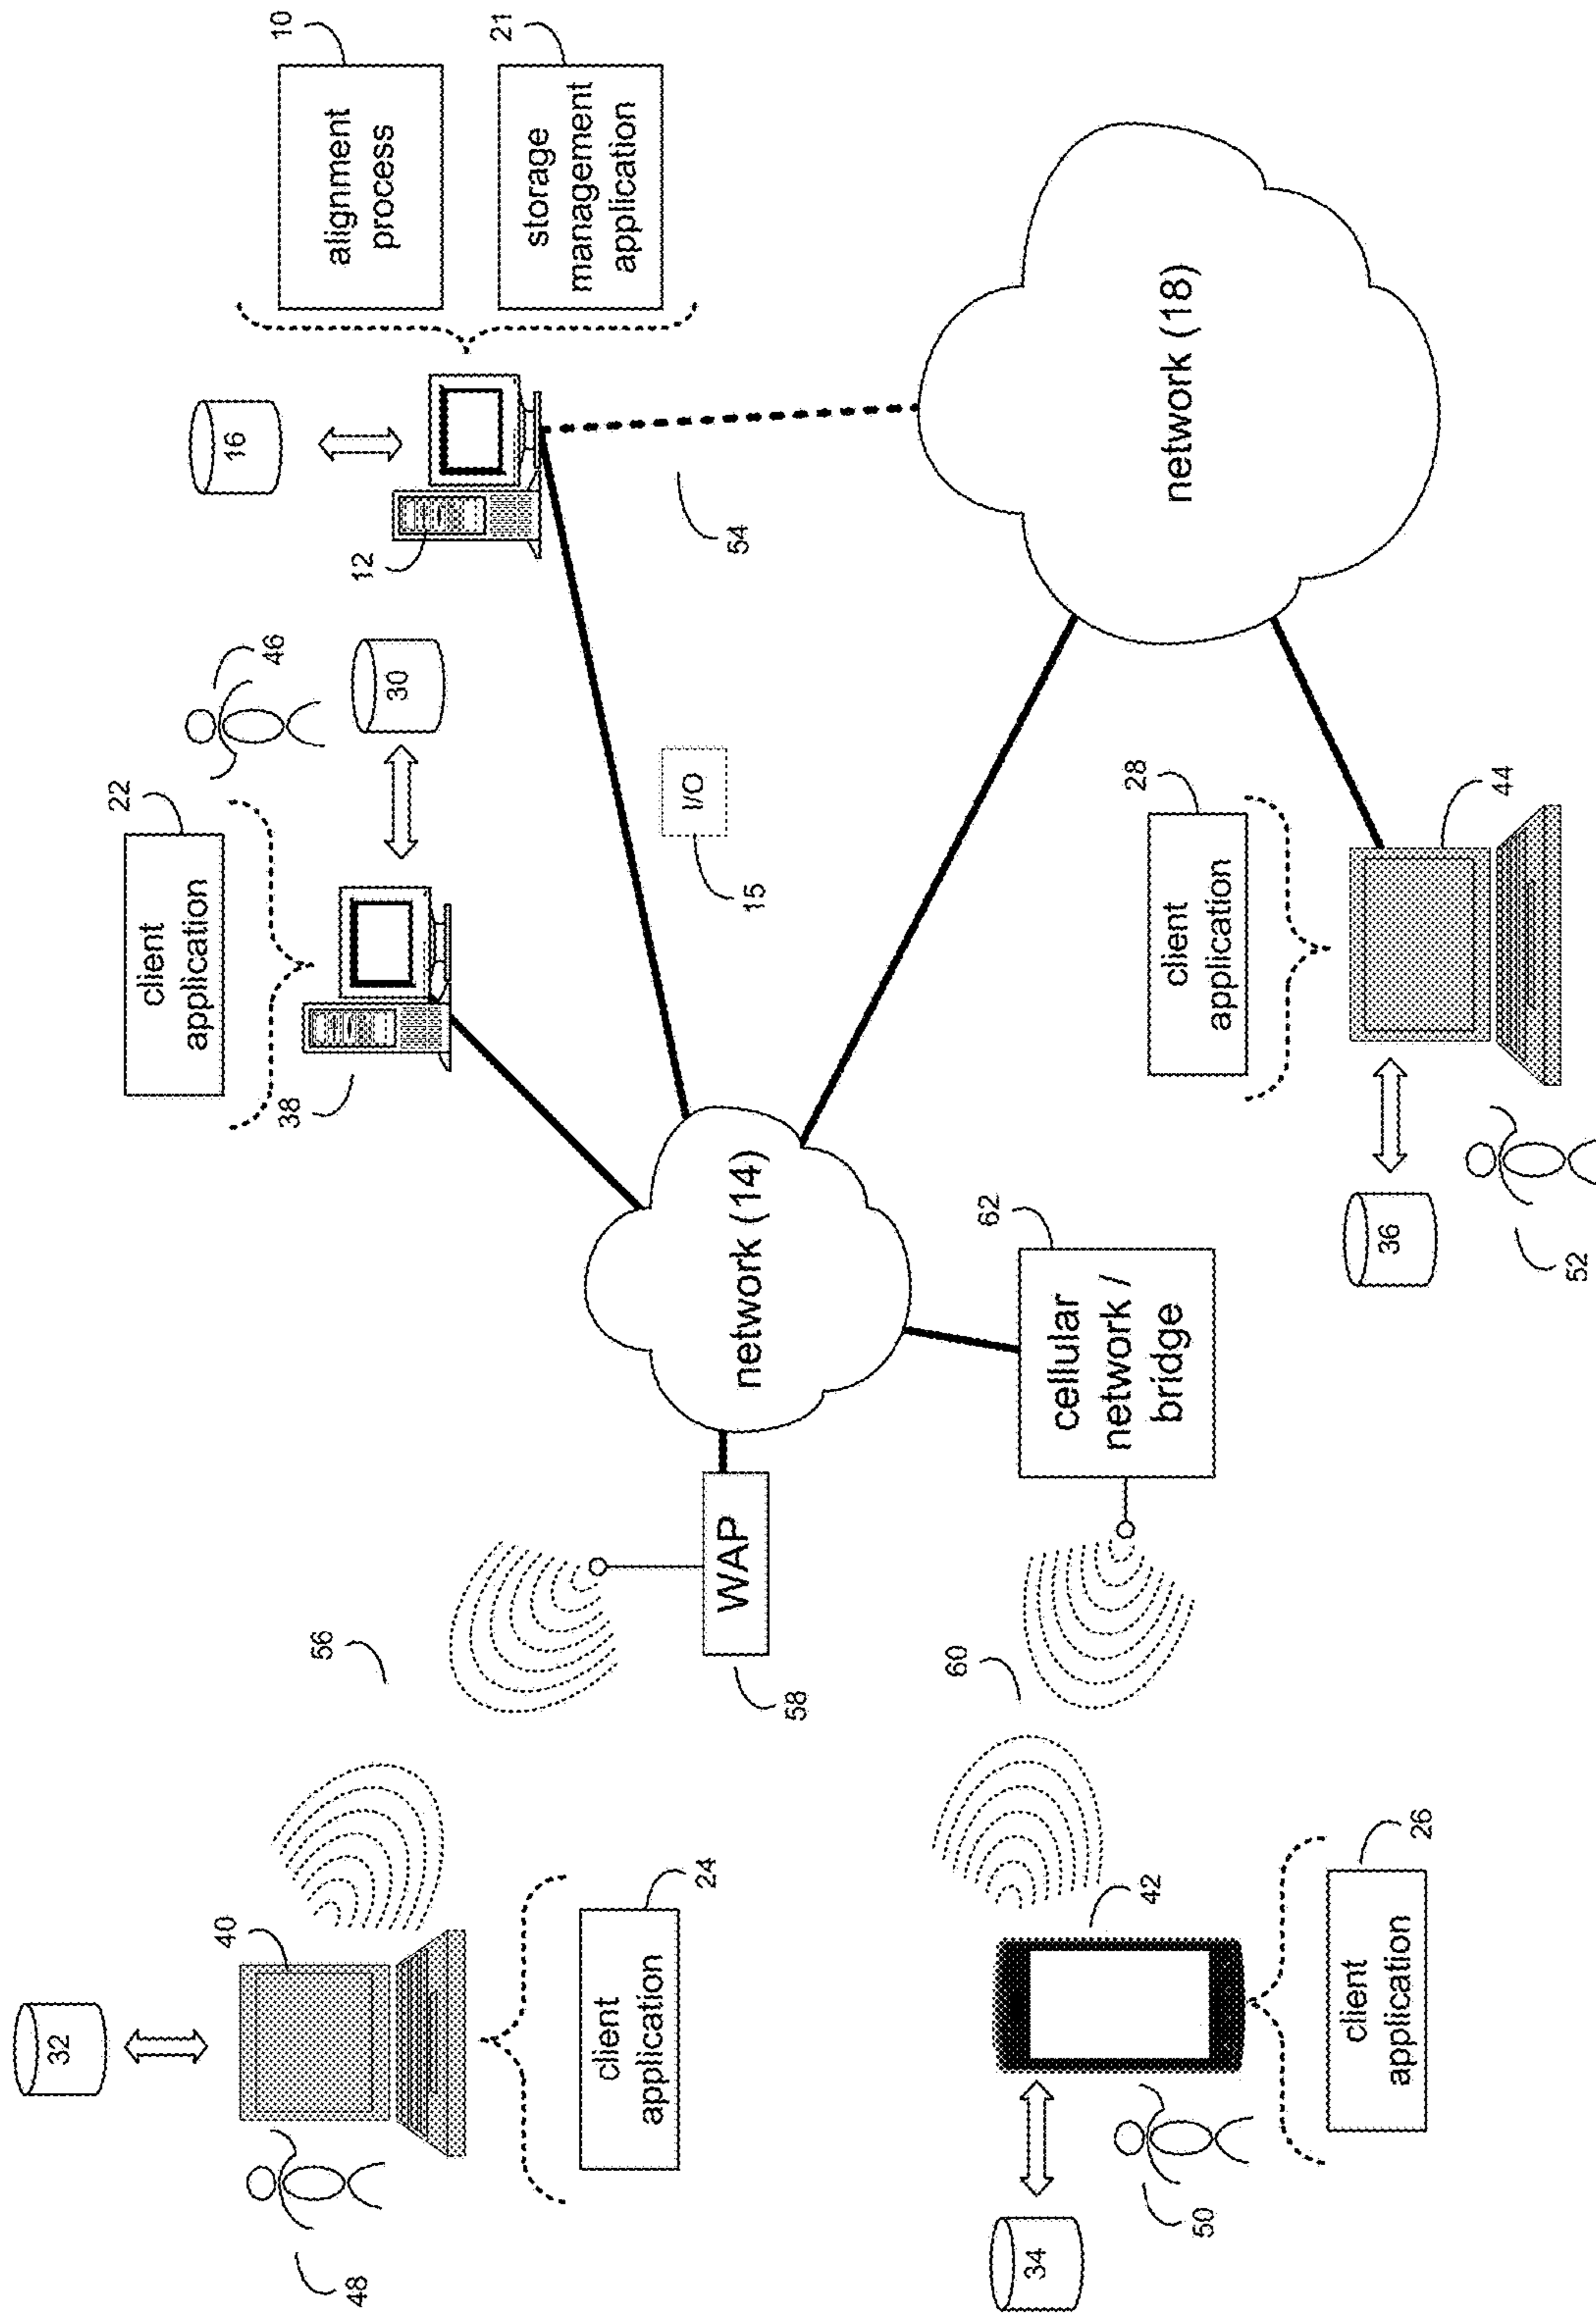 32
40
48
client
application
24
56
WAP
58
34
42
50
client
application
26
60
cellular
network /
bridge
62
network (14)
client
application
22
38
46
30
I/O
15
16
12
alignment
process
10
storage
management
application
21
54
network (18)
client
application
28
44
36
52